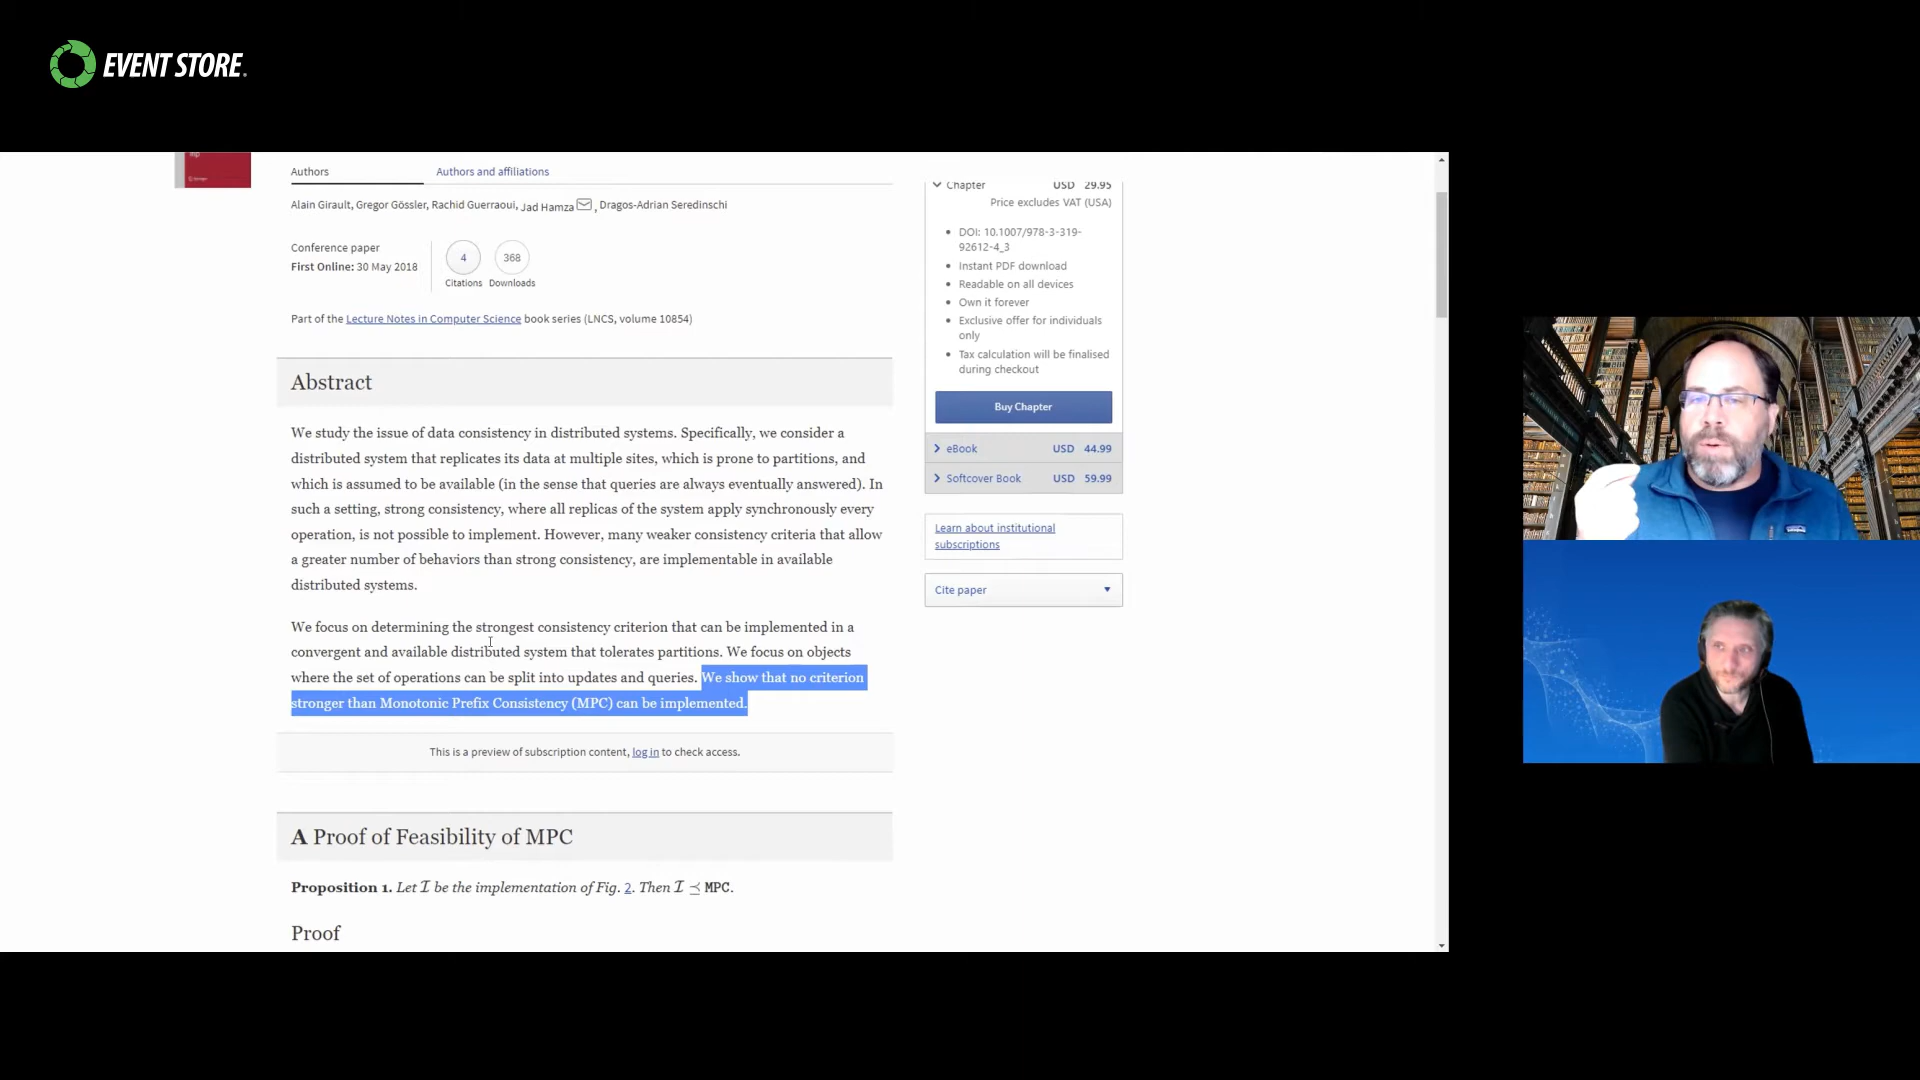 EVENT STORE
Authors
Authors and affiliations
Alain Girault, Gregor Gössler, Rachid Guerraoui, Jad Hamza , Dragos-Adrian Seredinschi
Conference paper
First Online: 30 May 2018
4
Citations
368
Downloads
Part of the Lecture Notes in Computer Science book series (LNCS, volume 10854)
Abstract
We study the issue of data consistency in distributed systems. Specifically, we consider a
distributed system that replicates its data at multiple sites, which is prone to partitions, and
which is assumed to be available (in the sense that queries are always eventually answered). In
such a setting, strong consistency, where all replicas of the system apply synchronously every
operation, is not possible to implement. However, many weaker consistency criteria that allow
a greater number of behaviors than strong consistency, are implementable in available
distributed systems.
We focus on determining the strongest consistency criterion that can be implemented in a
convergent and available distributed system that tolerates partitions. We focus on objects
where the set of operations can be split into updates and queries. We show that no criterion
stronger than Monotonic Prefix Consistency (MPC) can be implemented.
This is a preview of subscription content, log in to check access.
A Proof of Feasibility of MPC
Proposition 1. Let I be the implementation of Fig. 2. Then I ⪯ MPC.
Proof
Chapter USD 29.95
Price excludes VAT (USA)
• DOI: 10.1007/978-3-319-
92612-4_3
• Instant PDF download
• Readable on all devices
• Own it forever
• Exclusive offer for individuals
only
• Tax calculation will be finalised
during checkout
Buy Chapter
eBook USD 44.99
Softcover Book USD 59.99
Learn about institutional
subscriptions
Cite paper